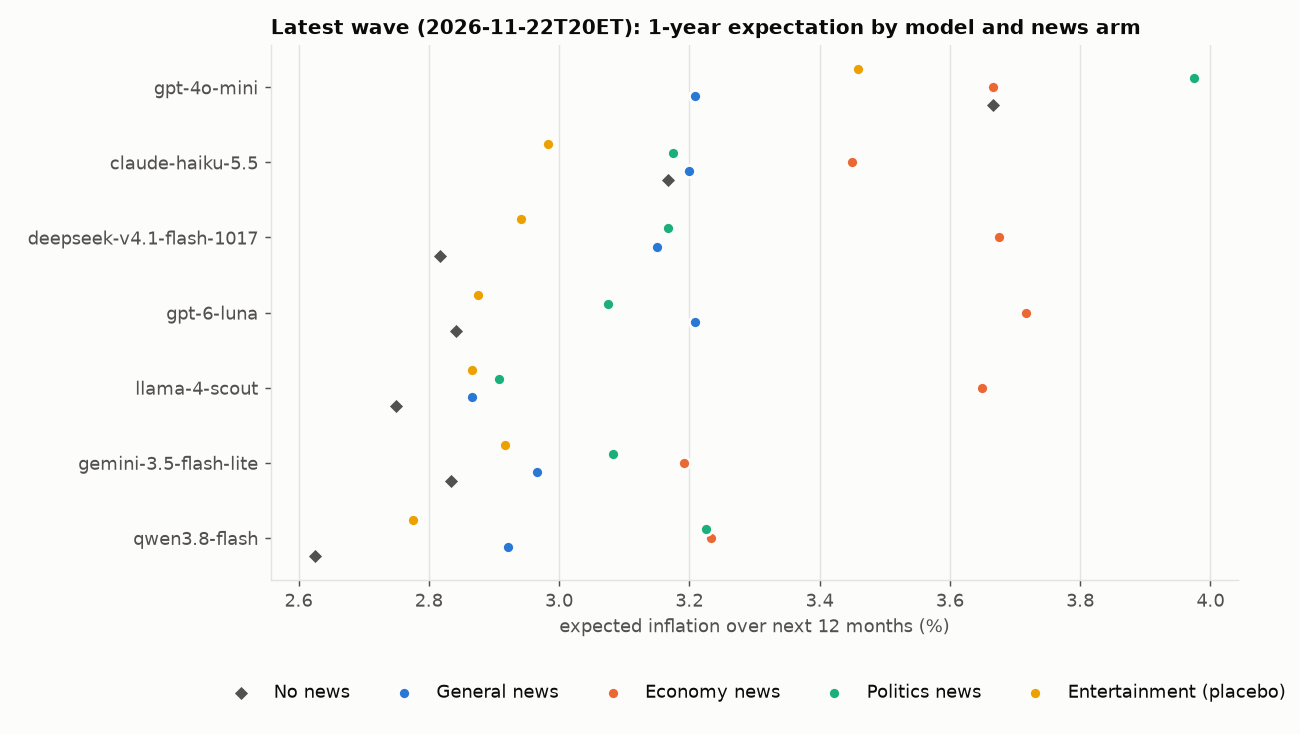 Latest wave (2026-11-22T20ET): 1-year expectation by model and news arm
gpt-4o-mini
claude-haiku-5.5
deepseek-v4.1-flash-1017
gpt-6-luna
llama-4-scout
gemini-3.5-flash-lite
qwen3.8-flash
2.6 2.8 3.0 3.2 3.4 3.6 3.8 4.0
expected inflation over next 12 months (%)
No news General news Economy news Politics news Entertainment (placebo)